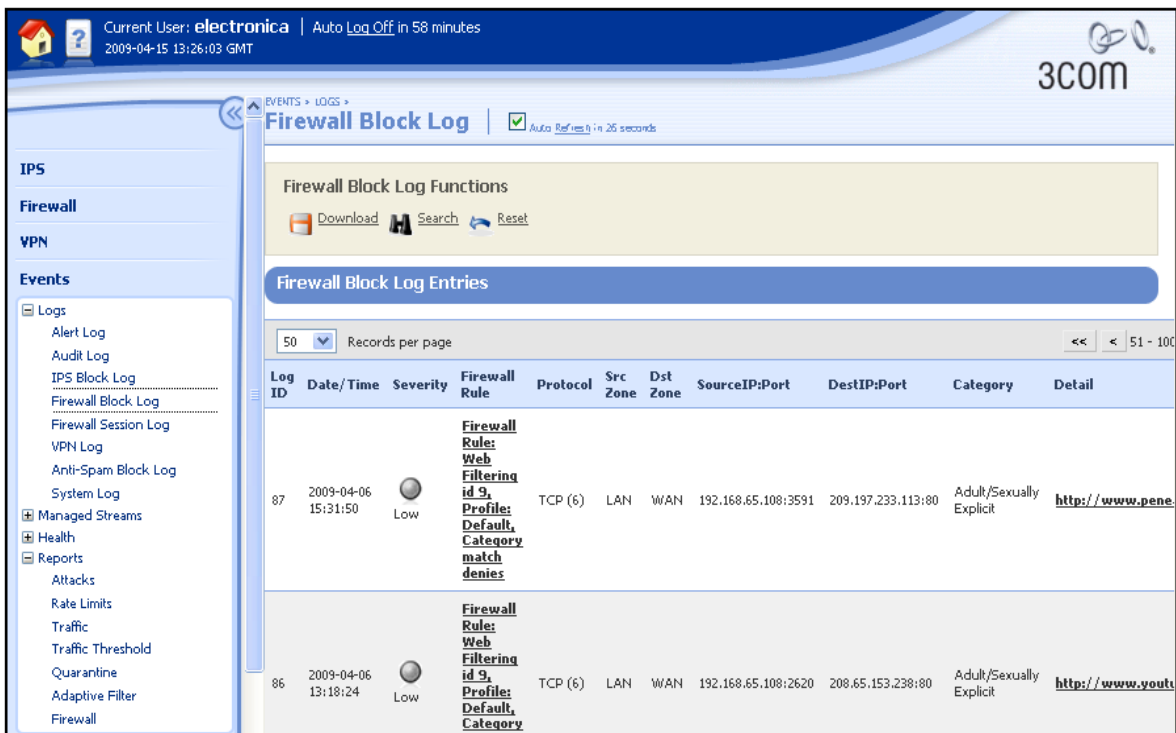 Current User: electronica | Auto Log Off in 58 minutes
2009-04-15 13:26:03 GMT
3COM
IPS
Firewall
VPN
Events
Logs
Alert Log
Audit Log
IPS Block Log
Firewall Block Log
Firewall Session Log
VPN Log
Anti-Spam Block Log
System Log
Managed Streams
Health
Reports
Attacks
Rate Limits
Traffic
Traffic Threshold
Quarantine
Adaptive Filter
Firewall
EVENTS > LOGS >
Firewall Block Log | Auto Refresh in 26 seconds
Firewall Block Log Functions
Download Search Reset
Firewall Block Log Entries
50 Records per page << < 51 - 100
Log ID Date/Time Severity Firewall Rule Protocol Src Zone Dst Zone SourceIP:Port DestIP:Port Category Detail
87 2009-04-06 15:31:50 Low Firewall Rule: Web Filtering id 9, Profile: Default, Category match denies TCP (6) LAN WAN 192.168.65.108:3591 209.197.233.113:80 Adult/Sexually Explicit http://www.pene
86 2009-04-06 13:18:24 Low Firewall Rule: Web Filtering id 9, Profile: Default, Category TCP (6) LAN WAN 192.168.65.108:2620 208.65.153.238:80 Adult/Sexually Explicit http://www.youtu